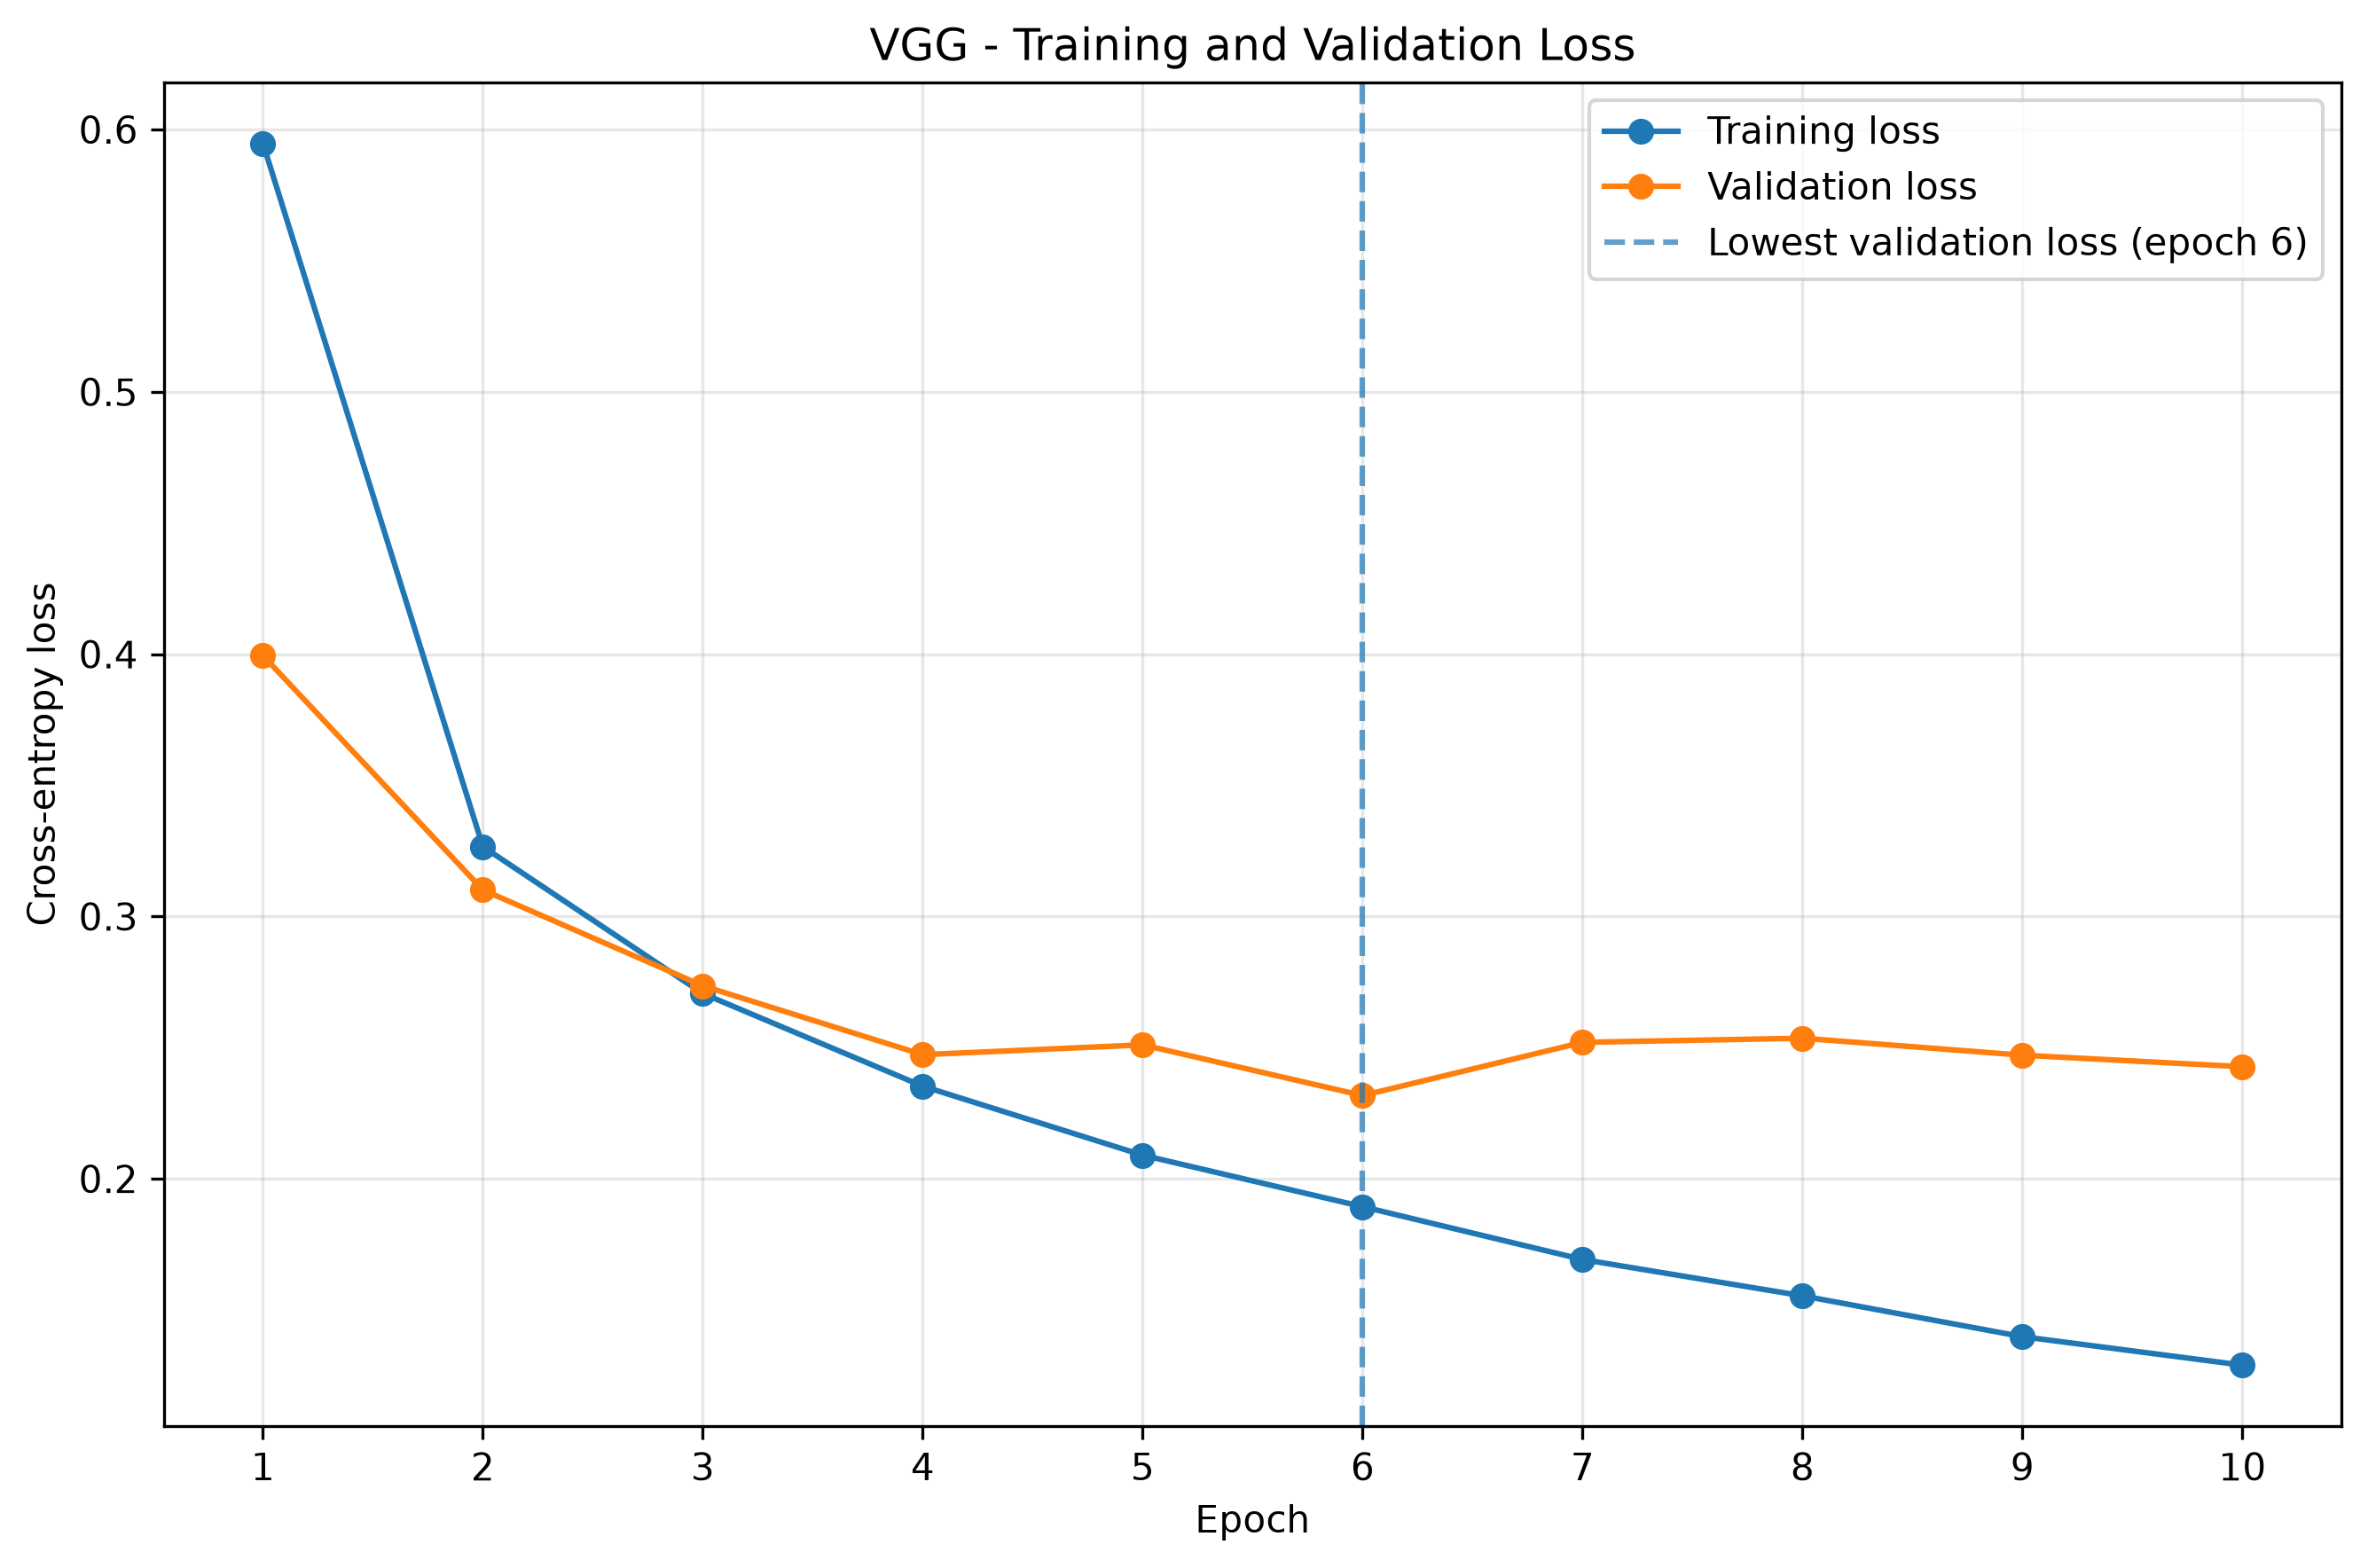 VGG - Training and Validation Loss
Training loss
Validation loss
Lowest validation loss (epoch 6)
Cross-entropy loss
0.6
0.5
0.4
0.3
0.2
1 2 3 4 5 6 7 8 9 10
Epoch